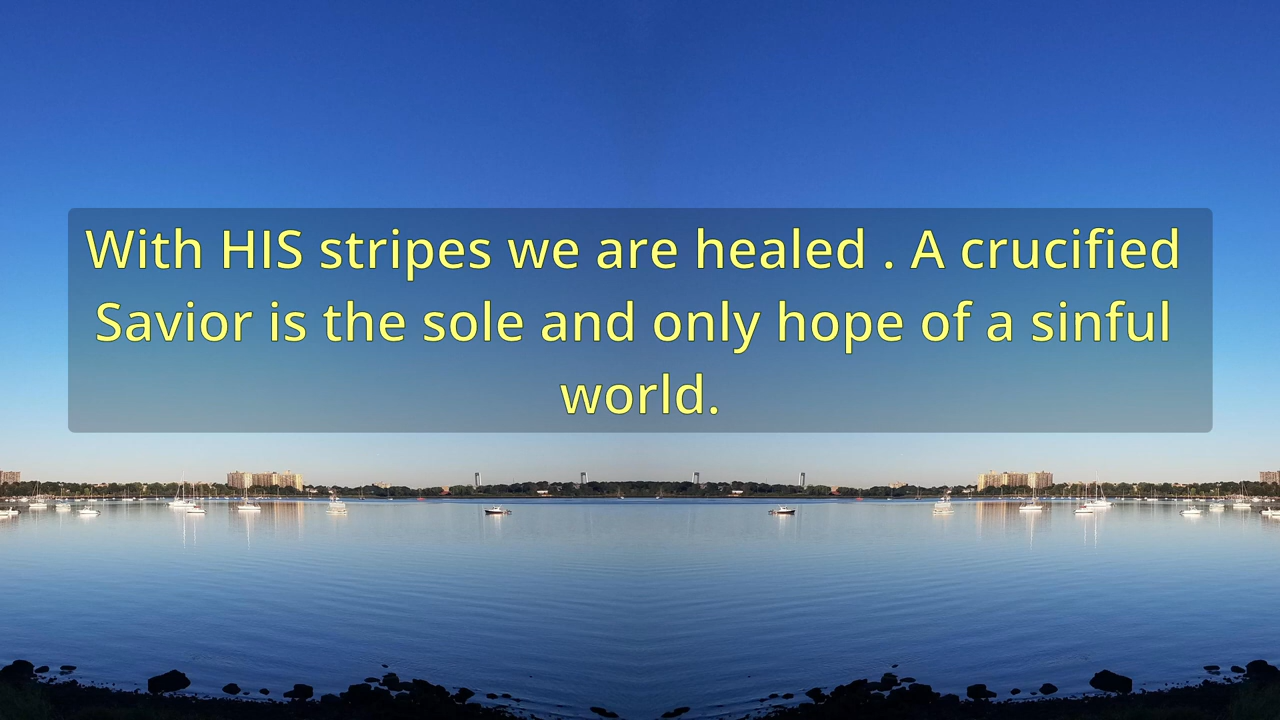 With HIS stripes we are healed . A crucified
Savior is the sole and only hope of a sinful
world.